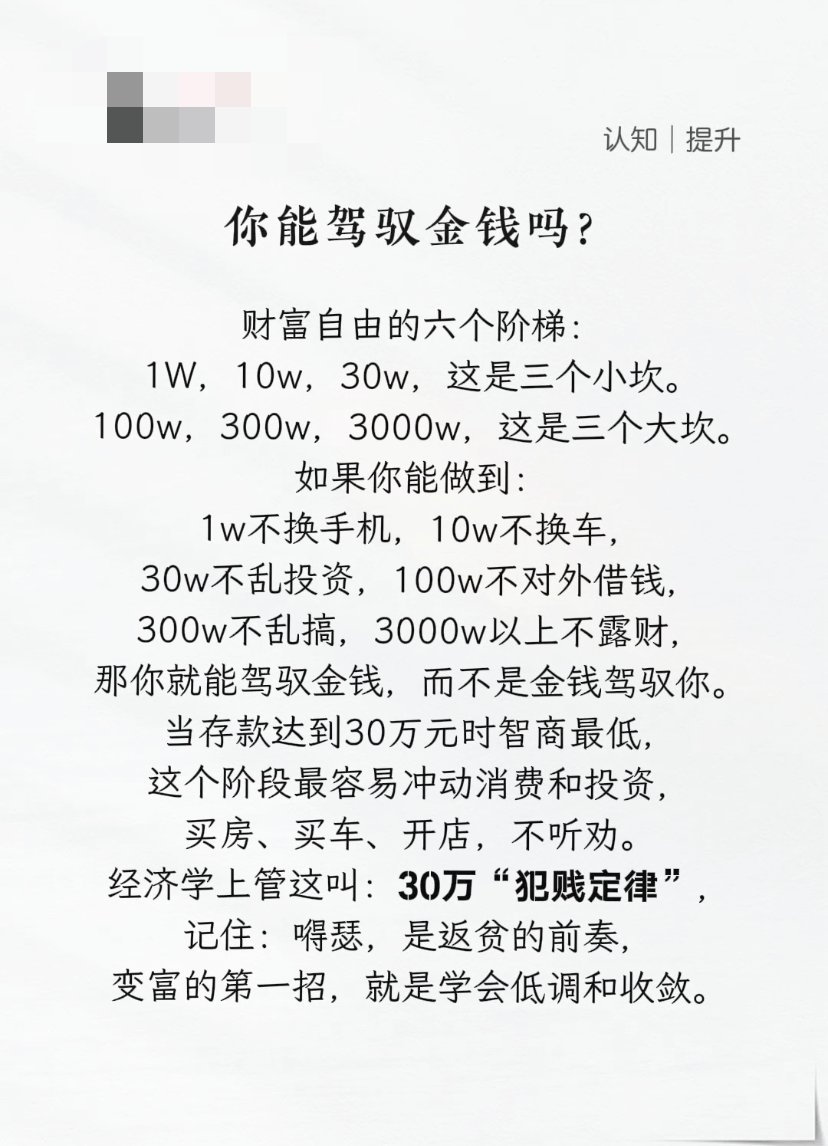 认知｜提升
你能驾驭金钱吗？
财富自由的六个阶梯：
1W，10w，30w，这是三个小坎。
100w，300w，3000w，这是三个大坎。
如果你能做到：
1w不换手机，10w不换车，
30w不乱投资，100w不对外借钱，
300w不乱搞，3000w以上不露财，
那你就能驾驭金钱，而不是金钱驾驭你。
当存款达到30万元时智商最低，
这个阶段最容易冲动消费和投资，
买房、买车、开店，不听劝。
经济学上管这叫：30万“犯贱定律”，
记住：嘚瑟，是返贫的前奏，
变富的第一招，就是学会低调和收敛。